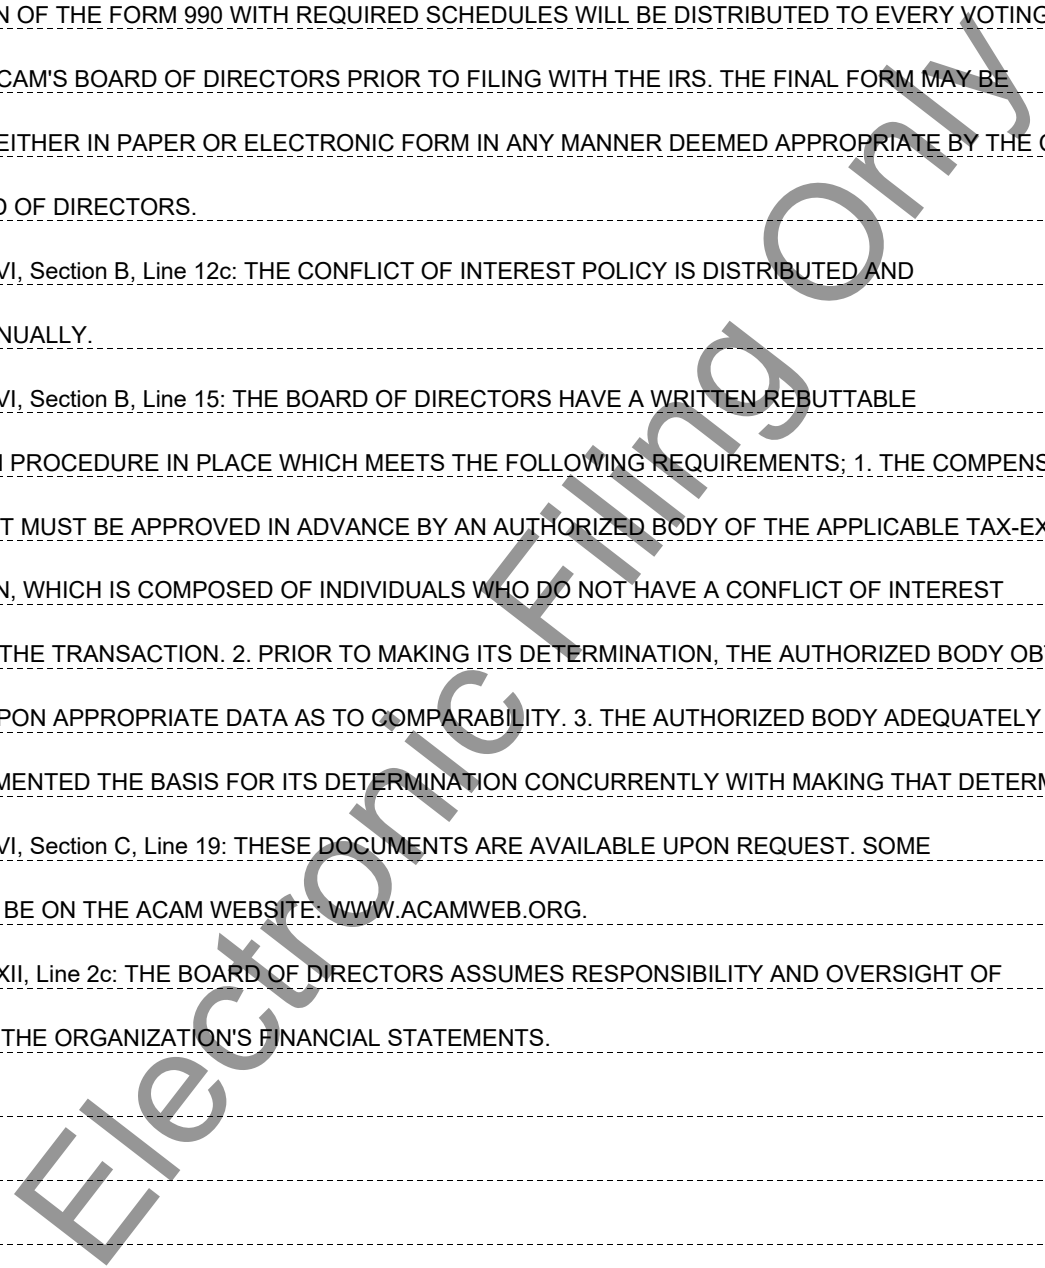 N OF THE FORM 990 WITH REQUIRED SCHEDULES WILL BE DISTRIBUTED TO EVERY VOTING
CAM'S BOARD OF DIRECTORS PRIOR TO FILING WITH THE IRS. THE FINAL FORM MAY BE
EITHER IN PAPER OR ELECTRONIC FORM IN ANY MANNER DEEMED APPROPRIATE BY THE
D OF DIRECTORS.
VI, Section B, Line 12c: THE CONFLICT OF INTEREST POLICY IS DISTRIBUTED AND
NUALLY.
VI, Section B, Line 15: THE BOARD OF DIRECTORS HAVE A WRITTEN REBUTTABLE
PROCEDURE IN PLACE WHICH MEETS THE FOLLOWING REQUIREMENTS; 1. THE COMPENS
T MUST BE APPROVED IN ADVANCE BY AN AUTHORIZED BODY OF THE APPLICABLE TAX-EX
N, WHICH IS COMPOSED OF INDIVIDUALS WHO DO NOT HAVE A CONFLICT OF INTEREST
THE TRANSACTION. 2. PRIOR TO MAKING ITS DETERMINATION, THE AUTHORIZED BODY OB
PON APPROPRIATE DATA AS TO COMPARABILITY. 3. THE AUTHORIZED BODY ADEQUATELY
MENTED THE BASIS FOR ITS DETERMINATION CONCURRENTLY WITH MAKING THAT DETERM
VI, Section C, Line 19: THESE DOCUMENTS ARE AVAILABLE UPON REQUEST. SOME
BE ON THE ACAM WEBSITE: WWW.ACAMWEB.ORG.
XII, Line 2c: THE BOARD OF DIRECTORS ASSUMES RESPONSIBILITY AND OVERSIGHT OF
THE ORGANIZATION'S FINANCIAL STATEMENTS.
Electronic Filing Only